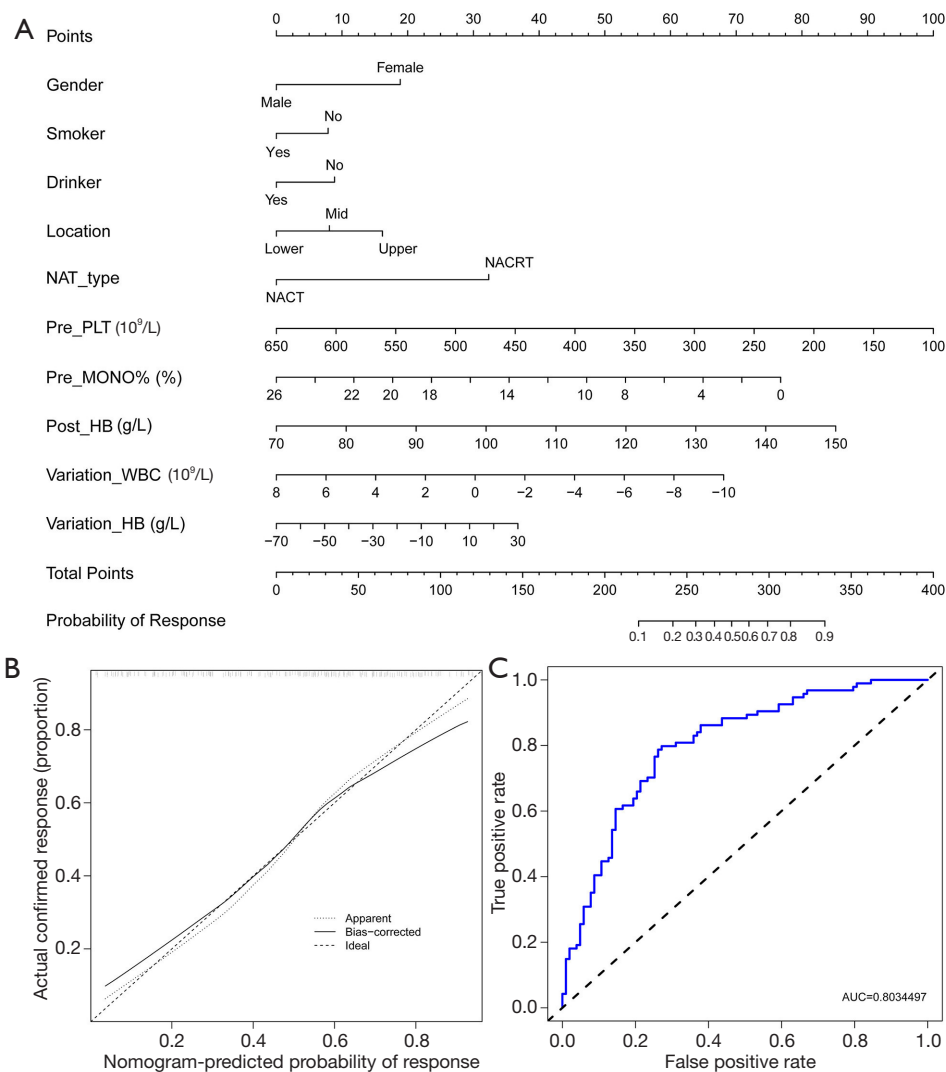 A
0 10 20 30 40 50 60 70 80 90 100
Points
Female
Gender
Male
No
Smoker
Yes
No
Drinker
Yes
Mid
Location
Lower Upper
NACRT
NAT_type
NACT
Pre_PLT (10⁹/L)
650 600 550 500 450 400 350 300 250 200 150 100
Pre_MONO% (%)
26 22 20 18 14 10 8 4 0
Post_HB (g/L)
70 80 90 100 110 120 130 140 150
Variation_WBC (10⁹/L)
8 6 4 2 0 −2 −4 −6 −8 −10
Variation_HB (g/L)
−70 −50 −30 −10 10 30
Total Points
0 50 100 150 200 250 300 350 400
Probability of Response
0.1 0.2 0.3 0.4 0.5 0.6 0.7 0.8 0.9
B
Actual confirmed response (proportion)
0.8
0.6
0.4
0.2
Apparent
Bias−corrected
Ideal
0.2 0.4 0.6 0.8
Nomogram-predicted probability of response
C
True positive rate
1.0
0.8
0.6
0.4
0.2
0.0
AUC=0.8034497
0.0 0.2 0.4 0.6 0.8 1.0
False positive rate